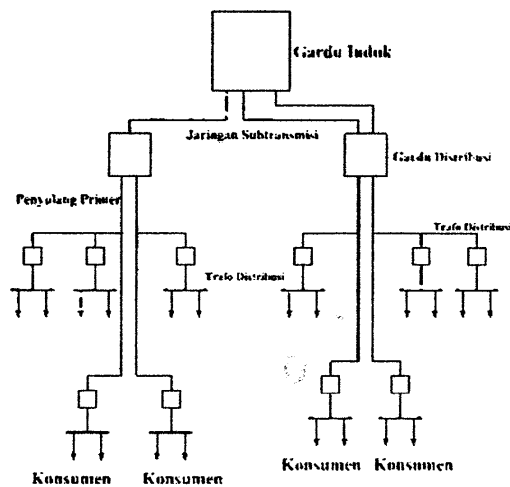 Gardu Induk
Jaringan Subtransmisi
Gardu Distribusi
Penyulang Primer
Trafo Distribusi
Trafo Distribusi
Konsumen Konsumen
Konsumen Konsumen